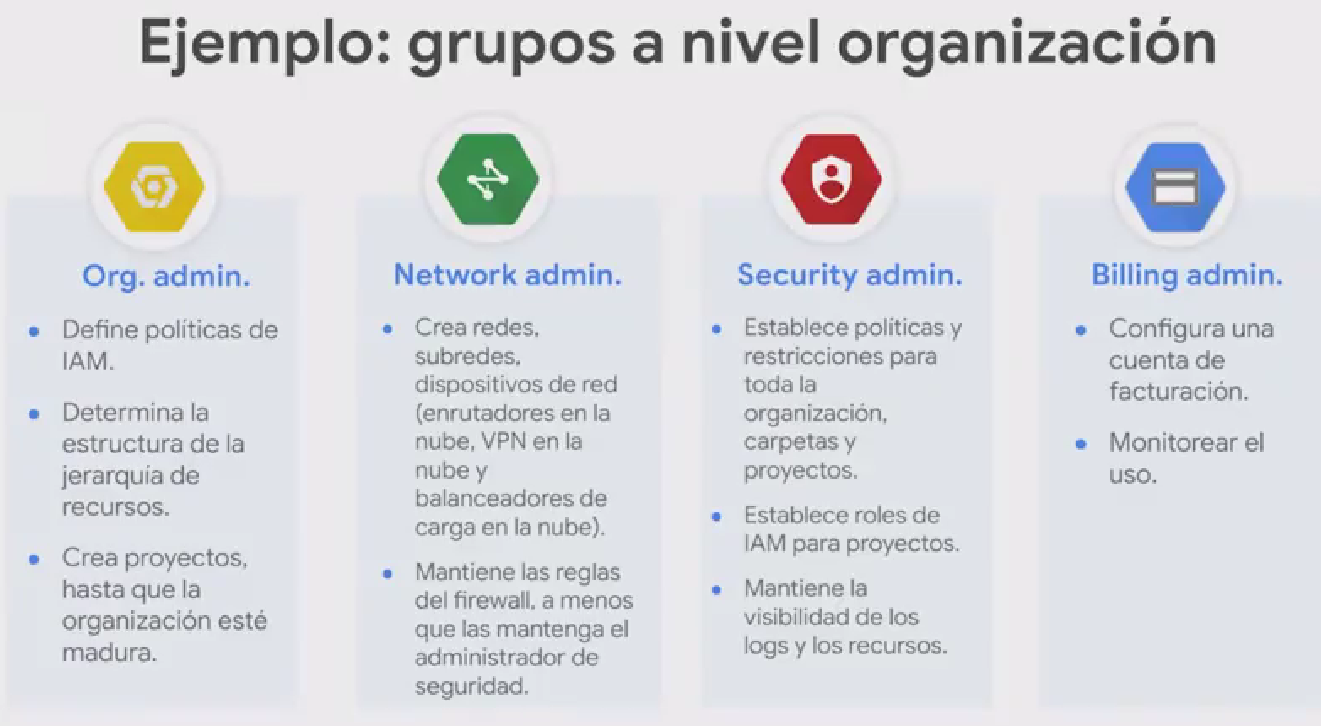 Ejemplo: grupos a nivel organización
Org. admin.
Define políticas de
IAM.
Determina la
estructura de la
jerarquía de
recursos.
Crea proyectos,
hasta que la
organización esté
madura.
Network admin.
Crea redes,
subredes,
dispositivos de red
(enrutadores en la
nube, VPN en la
nube y
balanceadores de
carga en la nube).
Mantiene las reglas
del firewall, a menos
que las mantenga el
administrador de
seguridad.
Security admin.
Establece políticas y
restricciones para
toda la
organización,
carpetas y
proyectos.
Establece roles de
IAM para proyectos.
Mantiene la
visibilidad de los
logs y los recursos.
Billing admin.
Configura una
cuenta de
facturación.
Monitorear el
uso.